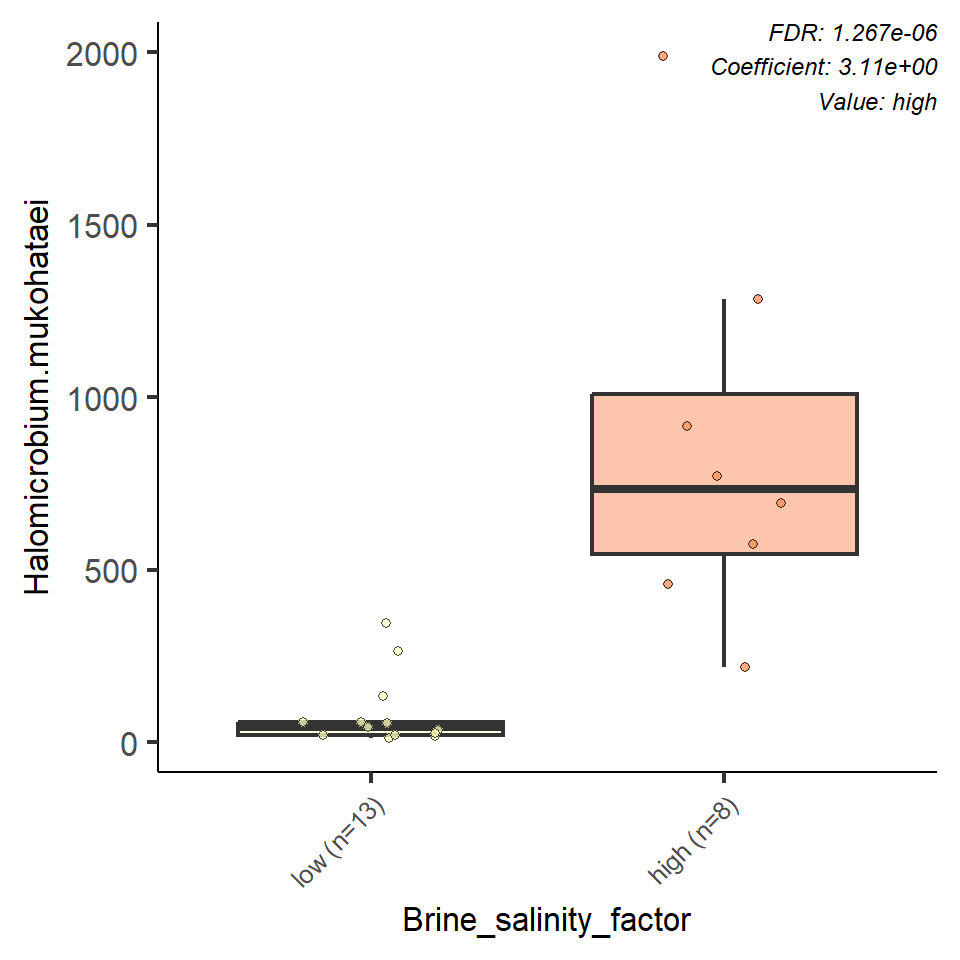 FDR: 1.267e-06
Coefficient: 3.11e+00
Value: high
Halomicrobium.mukohataei
2000
1500
1000
500
0
low (n=13)
high (n=8)
Brine_salinity_factor